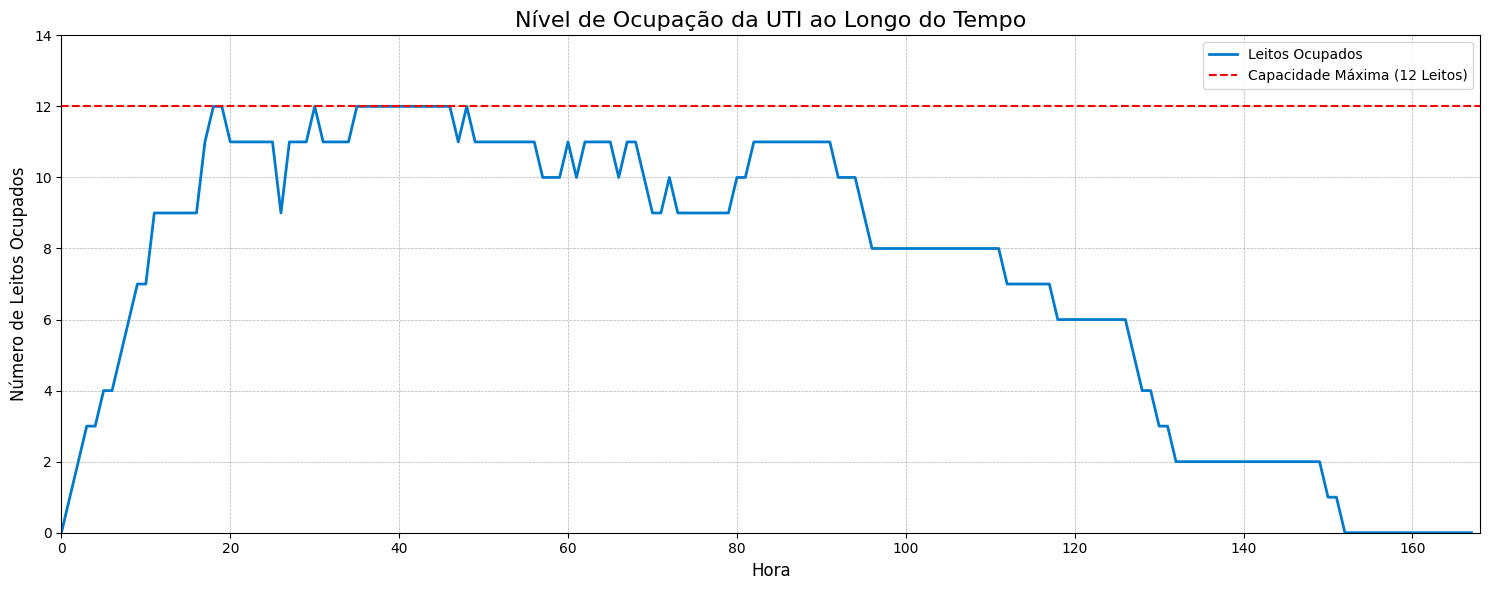 Nível de Ocupação da UTI ao Longo do Tempo
Leitos Ocupados
Capacidade Máxima (12 Leitos)
Número de Leitos Ocupados
14
12
10
8
6
4
2
0
0 20 40 60 80 100 120 140 160
Hora